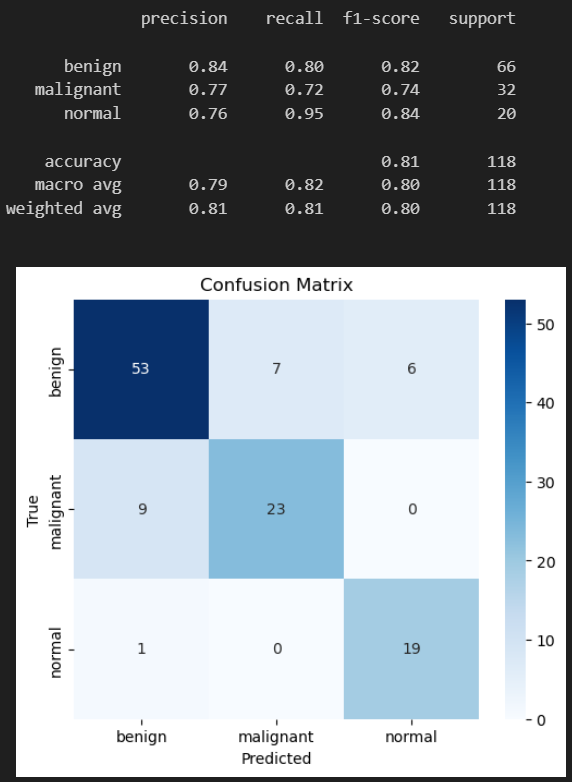 precision recall f1-score support
benign 0.84 0.80 0.82 66
malignant 0.77 0.72 0.74 32
normal 0.76 0.95 0.84 20
accuracy 0.81 118
macro avg 0.79 0.82 0.80 118
weighted avg 0.81 0.81 0.80 118
Confusion Matrix
benign 53 7 6
malignant 9 23 0
normal 1 0 19
True
benign malignant normal
Predicted
50
40
30
20
10
0